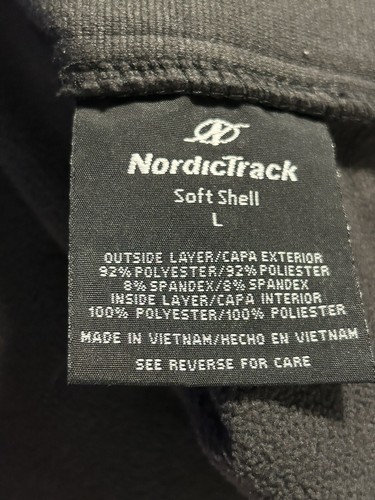 NordicTrack
Soft Shell
L
OUTSIDE LAYER/CAPA EXTERIOR
92% POLYESTER/92% POLIESTER
8% SPANDEX/8% SPANDEX
INSIDE LAYER/CAPA INTERIOR
100% POLYESTER/100% POLIESTER
MADE IN VIETNAM/HECHO EN VIETNAM
SEE REVERSE FOR CARE